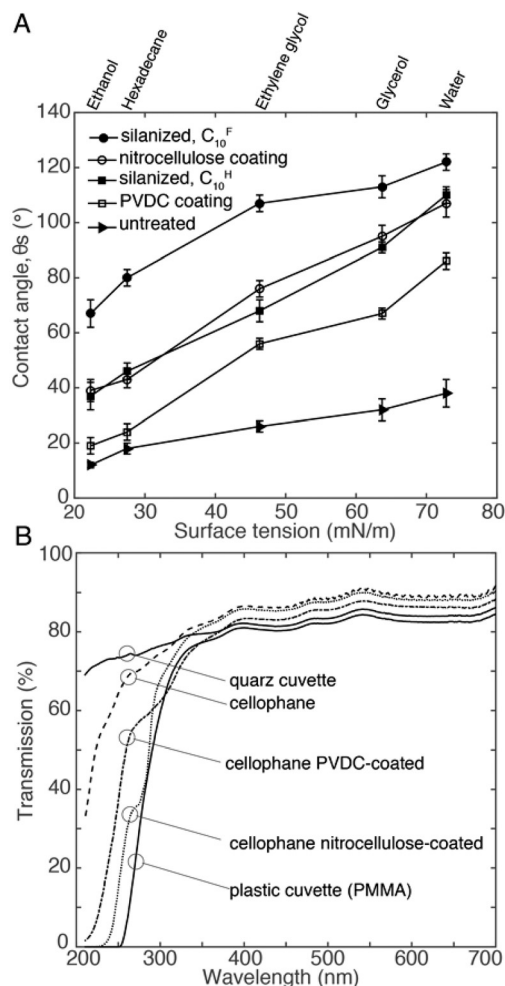 A
Ethanol
Hexadecane
Ethylene glycol
Glycerol
Water
140
120
100
80
60
40
20
0
Contact angle, θs (°)
silanized, C10F
nitrocellulose coating
silanized, C10H
PVDC coating
untreated
20 30 40 50 60 70 80
Surface tension (mN/m)
B
100
80
60
40
20
0
Transmission (%)
quarz cuvette
cellophane
cellophane PVDC-coated
cellophane nitrocellulose-coated
plastic cuvette (PMMA)
200 300 400 500 600 700
Wavelength (nm)